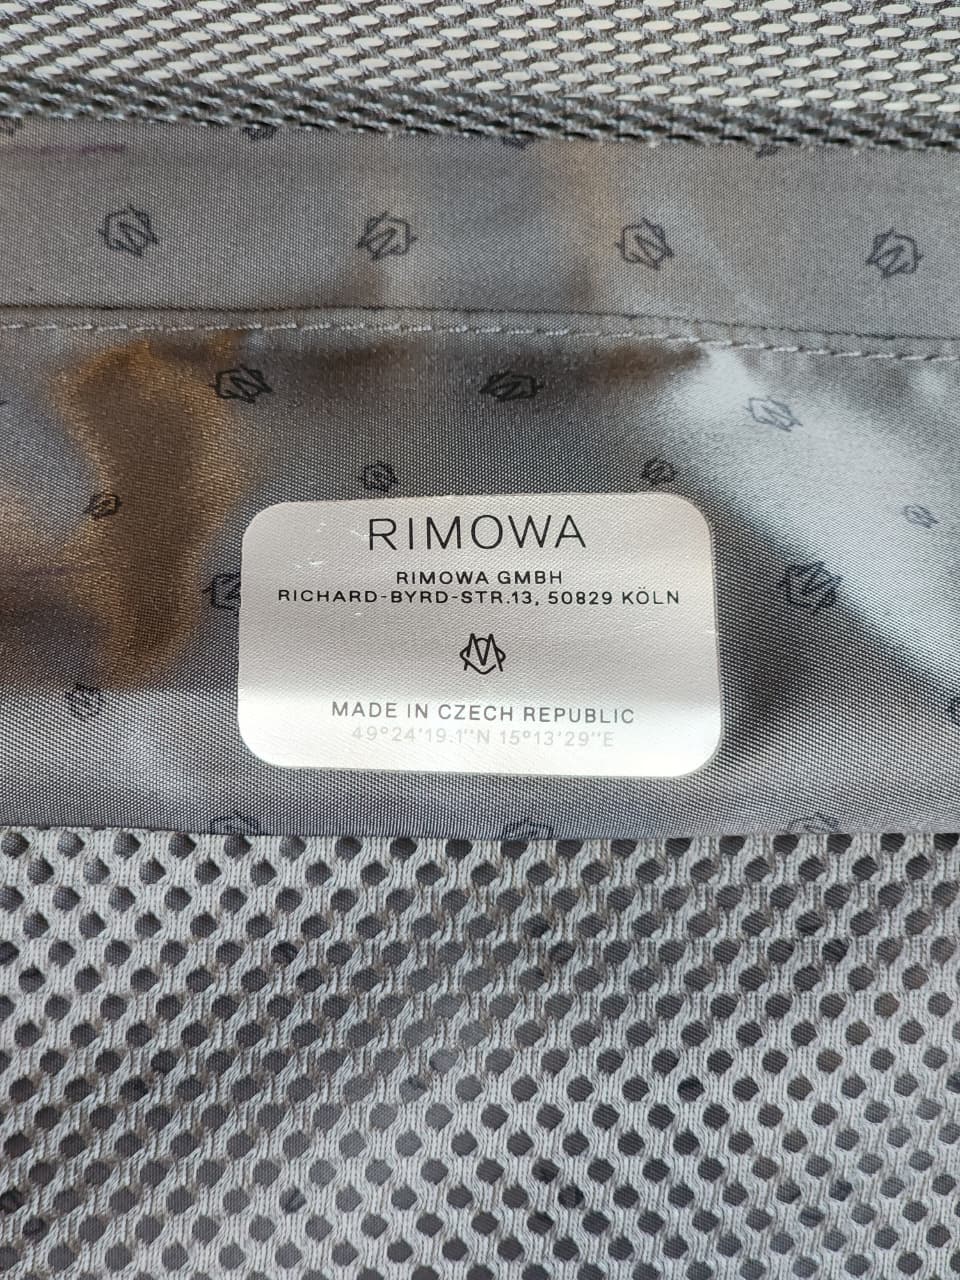 RIMOWA
RIMOWA GMBH
RICHARD-BYRD-STR.13, 50829 KÖLN
MADE IN CZECH REPUBLIC
49°24'19.1"N 15°13'29"E